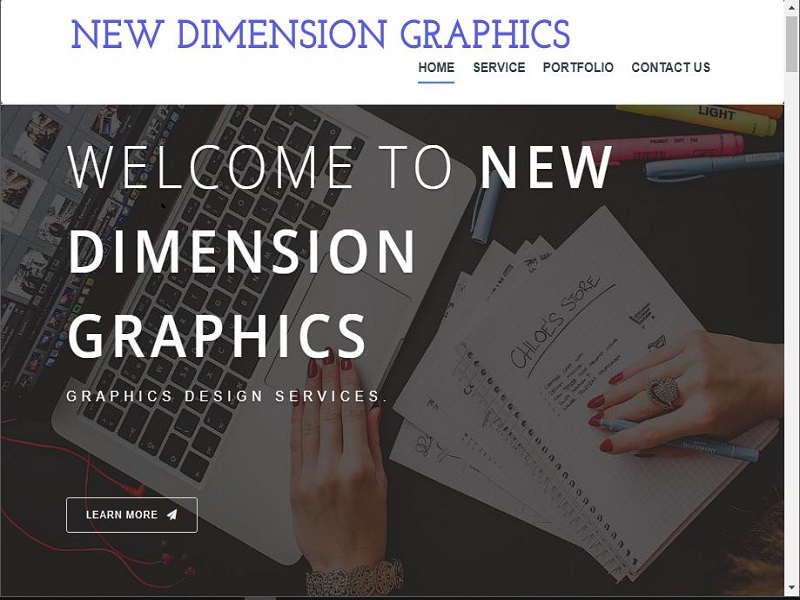 NEW DIMENSION GRAPHICS
HOME SERVICE PORTFOLIO CONTACT US
LIGHT
WELCOME TO NEW
DIMENSION
GRAPHICS
GRAPHICS DESIGN SERVICES.
CHLOE'S STORE
LEARN MORE